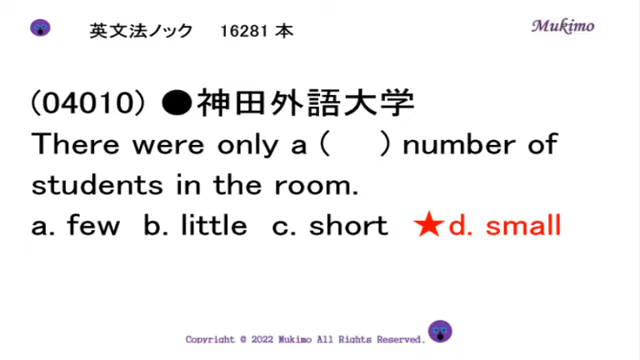 英文法ノック 16281 本 Mukimo
(04010) ●神田外語大学
There were only a ( ) number of
students in the room.
a. few b. little c. short ★d. small
Copyright © 2022 Mukimo All Rights Reserved.